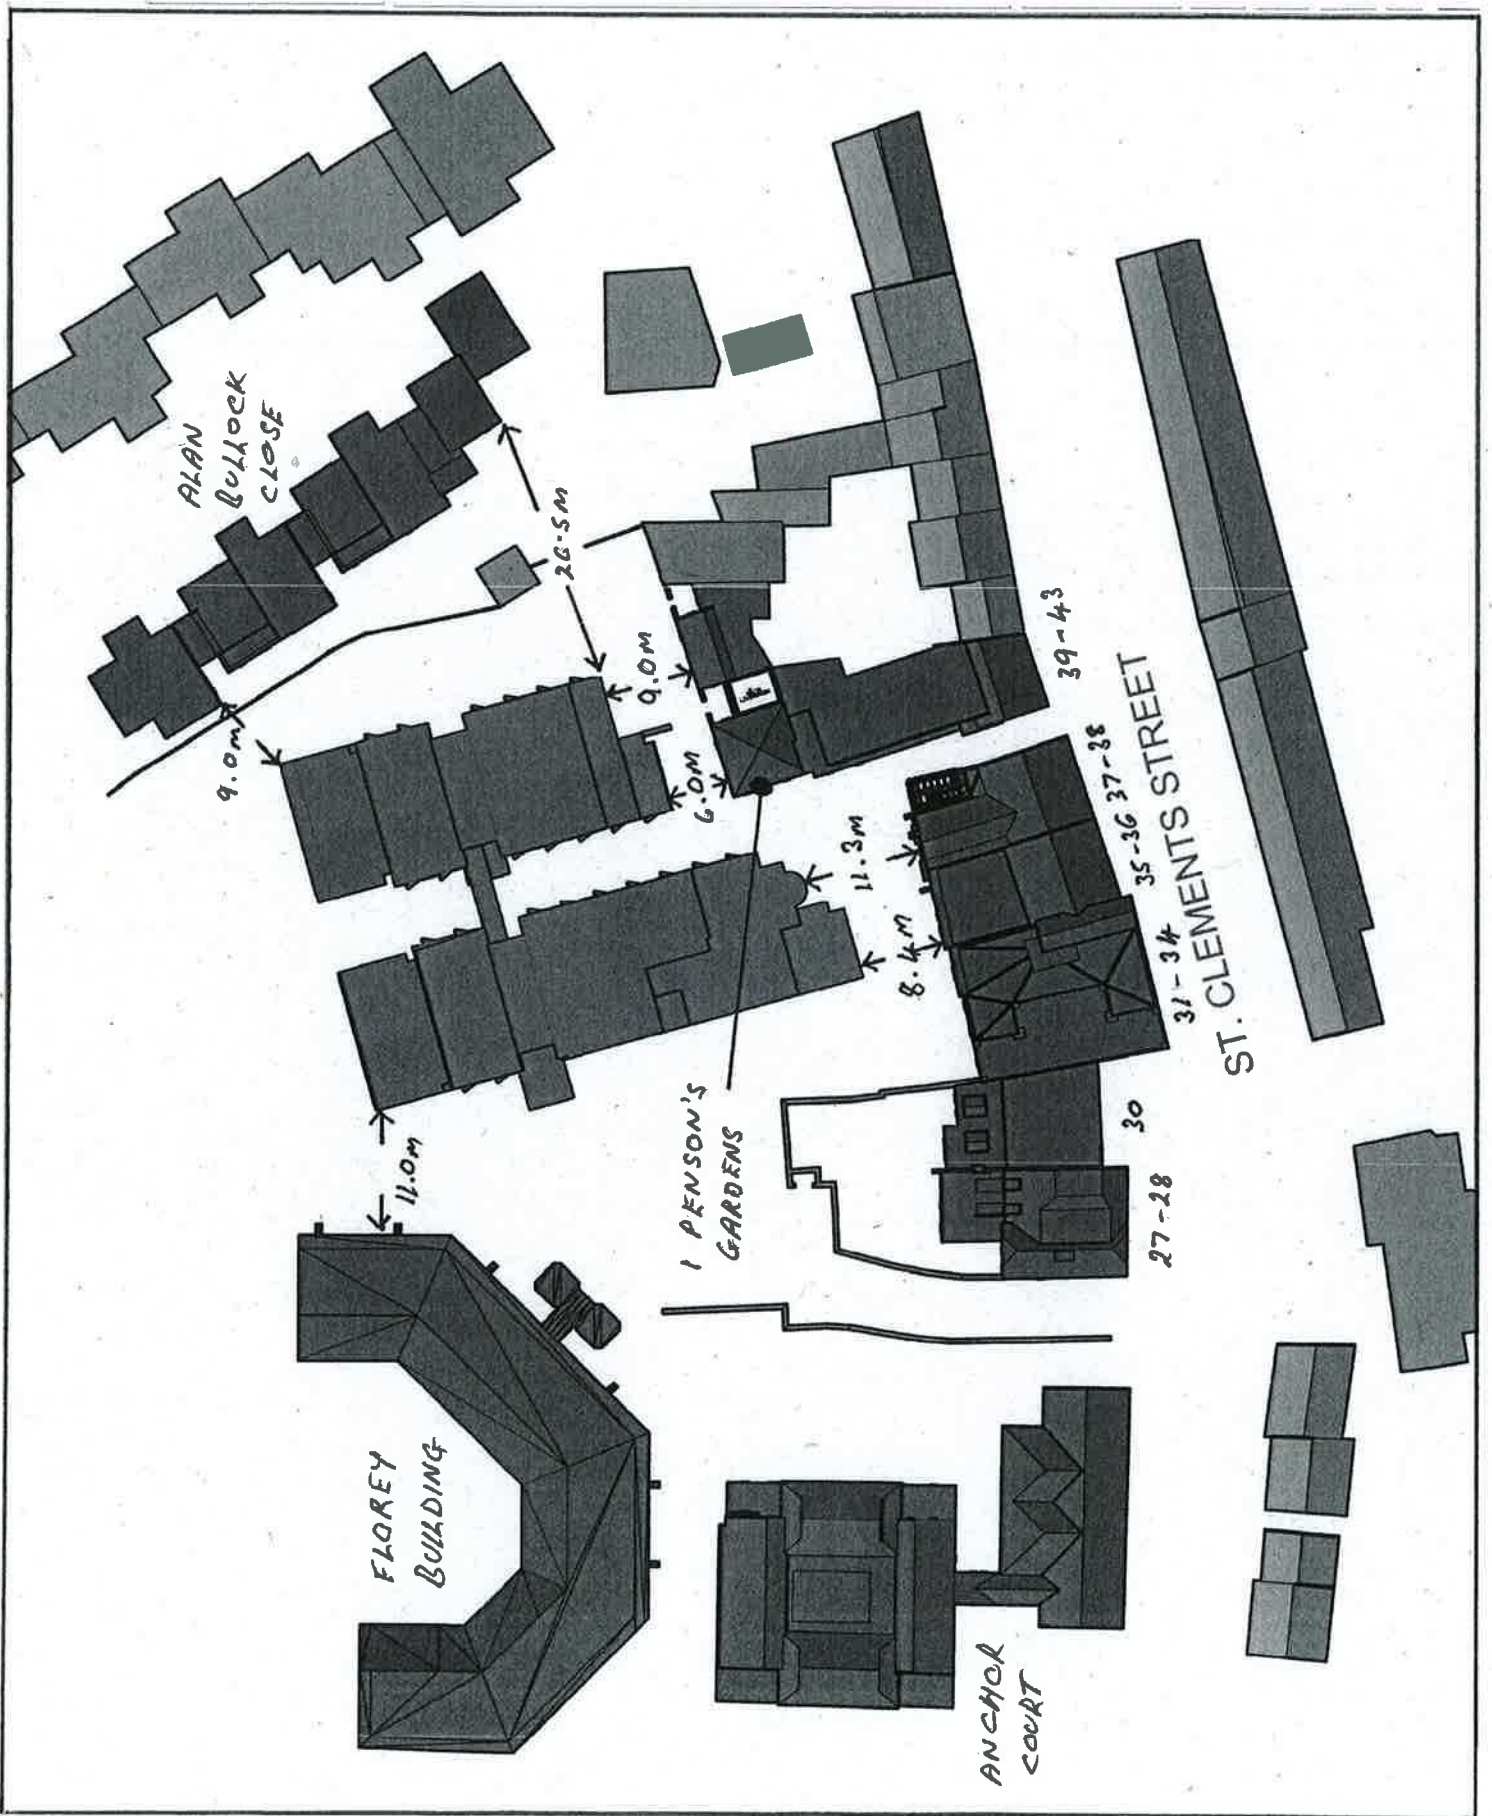 ALAN
BULLOCK
CLOSE
9.0M
26.5M
9.0M
6.0M
11.3M
8.4M
11.0M
1 PENSON'S
GARDENS
39-43
37-38
35-36
31-34
ST. CLEMENTS STREET
30
27-28
FLOREY
BUILDING
ANCHOR
COURT